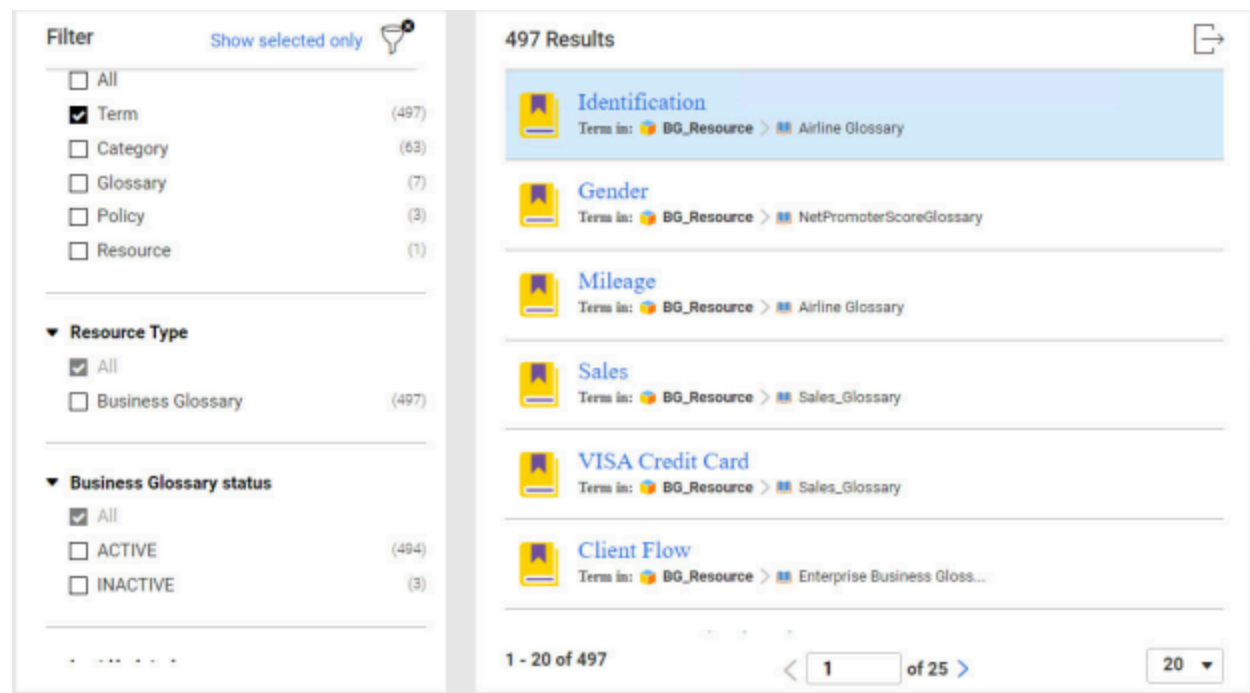 Filter
Show selected only
All
Term (497)
Category (63)
Glossary (7)
Policy (3)
Resource (1)
Resource Type
All
Business Glossary (497)
Business Glossary status
All
ACTIVE (494)
INACTIVE (3)
497 Results
Identification
Term in: BG_Resource > Airline Glossary
Gender
Term in: BG_Resource > NetPromoterScoreGlossary
Mileage
Term in: BG_Resource > Airline Glossary
Sales
Term in: BG_Resource > Sales_Glossary
VISA Credit Card
Term in: BG_Resource > Sales_Glossary
Client Flow
Term in: BG_Resource > Enterprise Business Gloss...
1 - 20 of 497
< 1 of 25 >
20